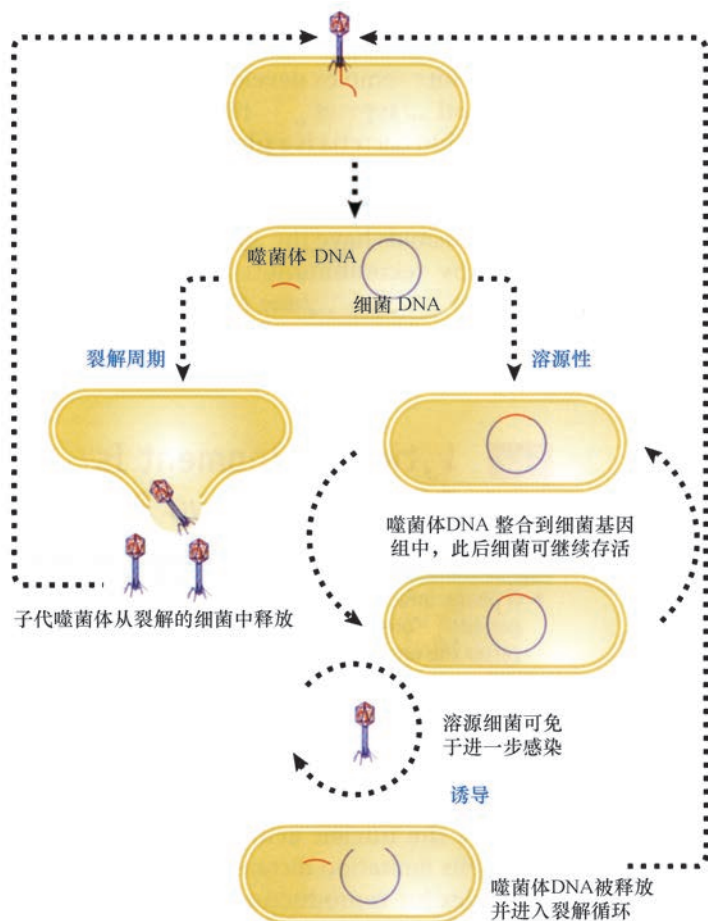 噬菌体 DNA
细菌 DNA
裂解周期
溶源性
噬菌体DNA 整合到细菌基因
组中，此后细菌可继续存活
子代噬菌体从裂解的细菌中释放
溶源细菌可免
于进一步感染
诱导
噬菌体DNA被释放
并进入裂解循环